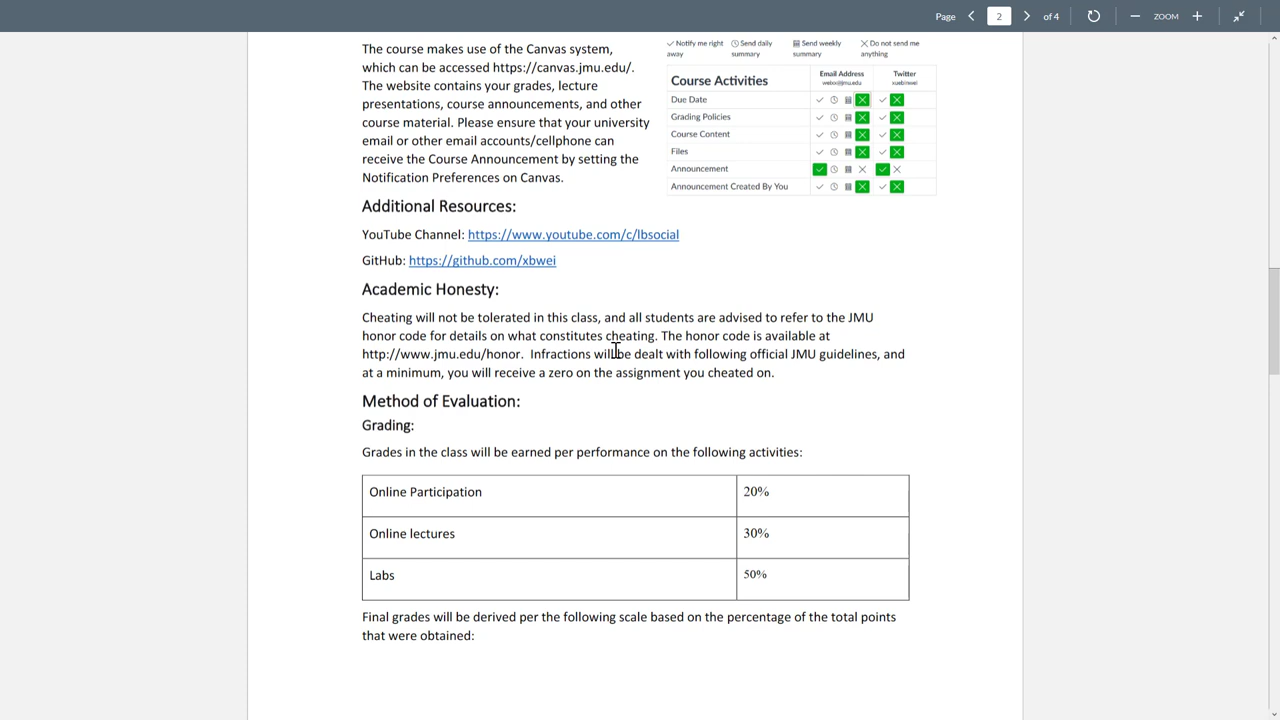 Page 2 of 4 ZOOM
The course makes use of the Canvas system,
which can be accessed https://canvas.jmu.edu/.
The website contains your grades, lecture
presentations, course announcements, and other
course material. Please ensure that your university
email or other email accounts/cellphone can
receive the Course Announcement by setting the
Notification Preferences on Canvas.
Notify me right away
Send daily summary
Send weekly summary
Do not send me anything
Course Activities Email Address Twitter
weixx@jmu.edu xuebinwei
Due Date
Grading Policies
Course Content
Files
Announcement
Announcement Created By You
Additional Resources:
YouTube Channel: https://www.youtube.com/c/lbsocial
GitHub: https://github.com/xbwei
Academic Honesty:
Cheating will not be tolerated in this class, and all students are advised to refer to the JMU
honor code for details on what constitutes cheating. The honor code is available at
http://www.jmu.edu/honor.  Infractions will be dealt with following official JMU guidelines, and
at a minimum, you will receive a zero on the assignment you cheated on.
Method of Evaluation:
Grading:
Grades in the class will be earned per performance on the following activities:
Online Participation 20%
Online lectures 30%
Labs 50%
Final grades will be derived per the following scale based on the percentage of the total points
that were obtained: